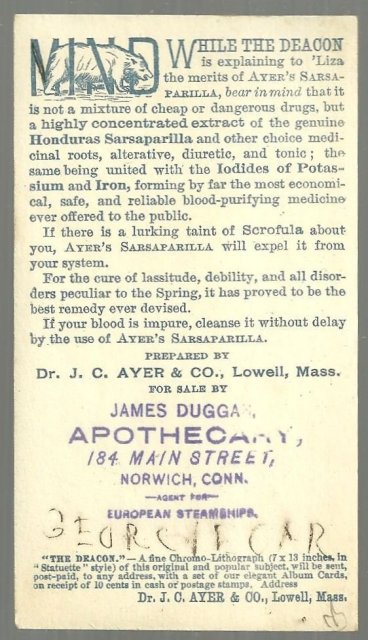 MIND
WHILE THE DEACON
is explaining to 'Liza
the merits of AYER'S SARSA-
PARILLA, bear in mind that it
is not a mixture of cheap or dangerous drugs, but
a highly concentrated extract of the genuine
Honduras Sarsaparilla and other choice medi-
cinal roots, alterative, diuretic, and tonic; the
same being united with the Iodides of Potas-
sium and Iron, forming by far the most economi-
cal, safe, and reliable blood-purifying medicine
ever offered to the public.
If there is a lurking taint of Scrofula about
you, AYER'S SARSAPARILLA will expel it from
your system.
For the cure of lassitude, debility, and all disor-
ders peculiar to the Spring, it has proved to be the
best remedy ever devised.
If your blood is impure, cleanse it without delay
by the use of AYER'S SARSAPARILLA.
PREPARED BY
Dr. J. C. AYER & CO., Lowell, Mass.
FOR SALE BY
JAMES DUGGAN,
APOTHECARY,
184 MAIN STREET,
NORWICH, CONN.
—AGENT FOR—
EUROPEAN STEAMSHIPS.
GEORGIE CAR
"THE DEACON."—A fine Chromo-Lithograph (7 x 13 inches, in
"Statuette" style) of this original and popular subject, will be sent,
post-paid, to any address, with a set of our elegant Album Cards,
on receipt of 10 cents in cash or postage stamps. Address
Dr. J. C. AYER & CO., Lowell, Mass.